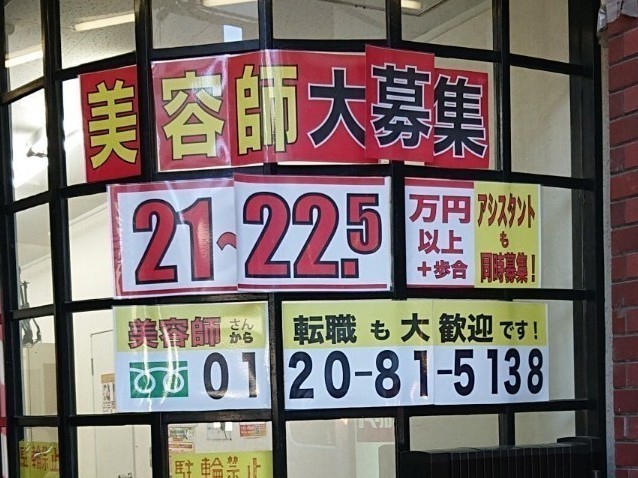 美容師大募集
21~22.5
万円
以上
+歩合
アシスタント
も
同時募集!
美容師さんから
転職も大歓迎です!
0120-81-5138
駐輪禁止